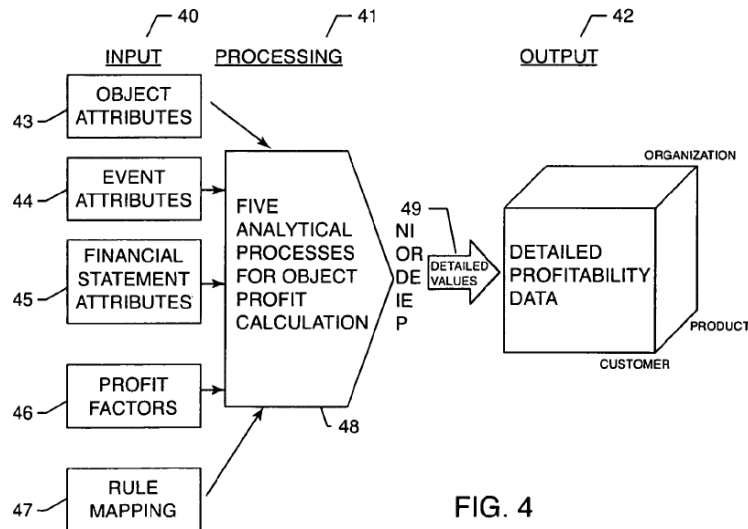 40
41
42
INPUT
PROCESSING
OUTPUT
43
OBJECT
ATTRIBUTES
44
EVENT
ATTRIBUTES
45
FINANCIAL
STATEMENT
ATTRIBUTES
46
PROFIT
FACTORS
47
RULE
MAPPING
FIVE
ANALYTICAL
PROCESSES
FOR OBJECT
PROFIT
CALCULATION
48
NI
OR
DE
IE
P
49
DETAILED
VALUES
ORGANIZATION
DETAILED
PROFITABILITY
DATA
PRODUCT
CUSTOMER
FIG. 4